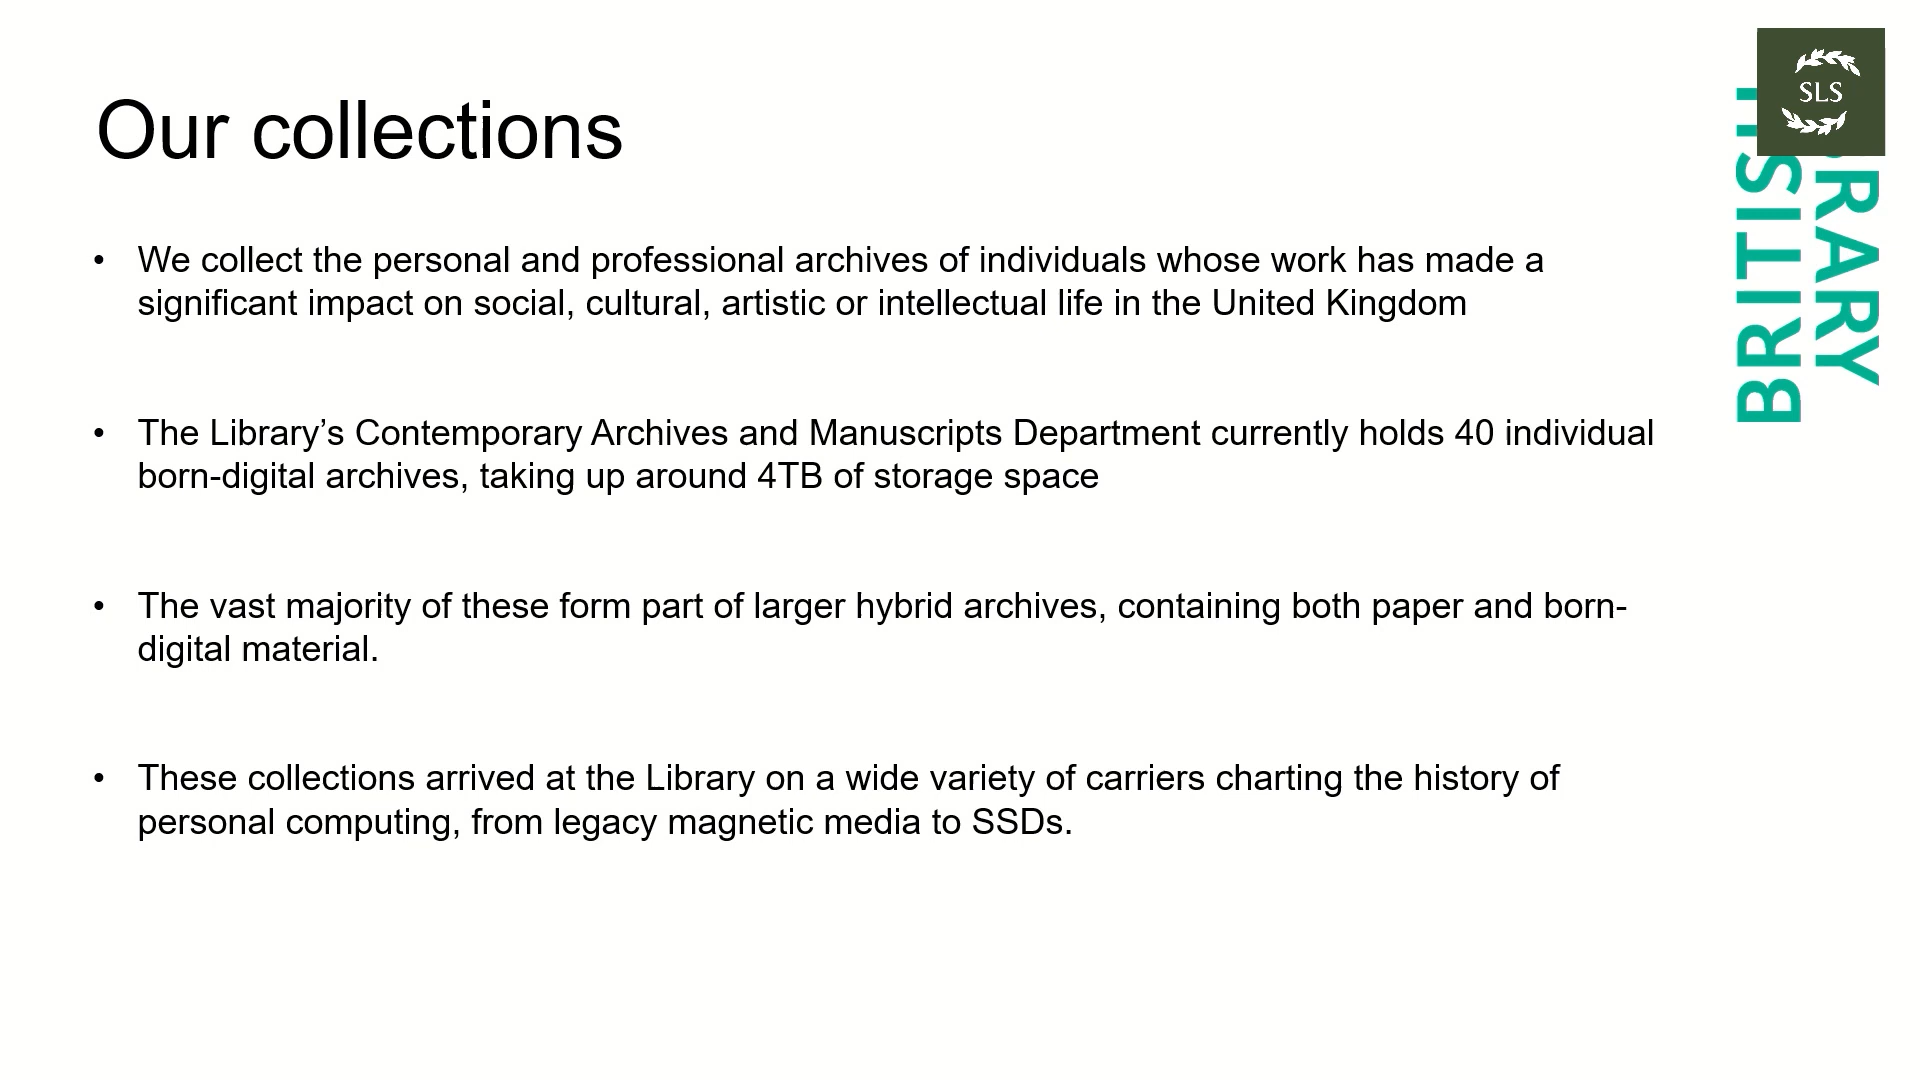 Our collections
• We collect the personal and professional archives of individuals whose work has made a
significant impact on social, cultural, artistic or intellectual life in the United Kingdom
• The Library’s Contemporary Archives and Manuscripts Department currently holds 40 individual
born-digital archives, taking up around 4TB of storage space
• The vast majority of these form part of larger hybrid archives, containing both paper and born-
digital material.
• These collections arrived at the Library on a wide variety of carriers charting the history of
personal computing, from legacy magnetic media to SSDs.
SLS